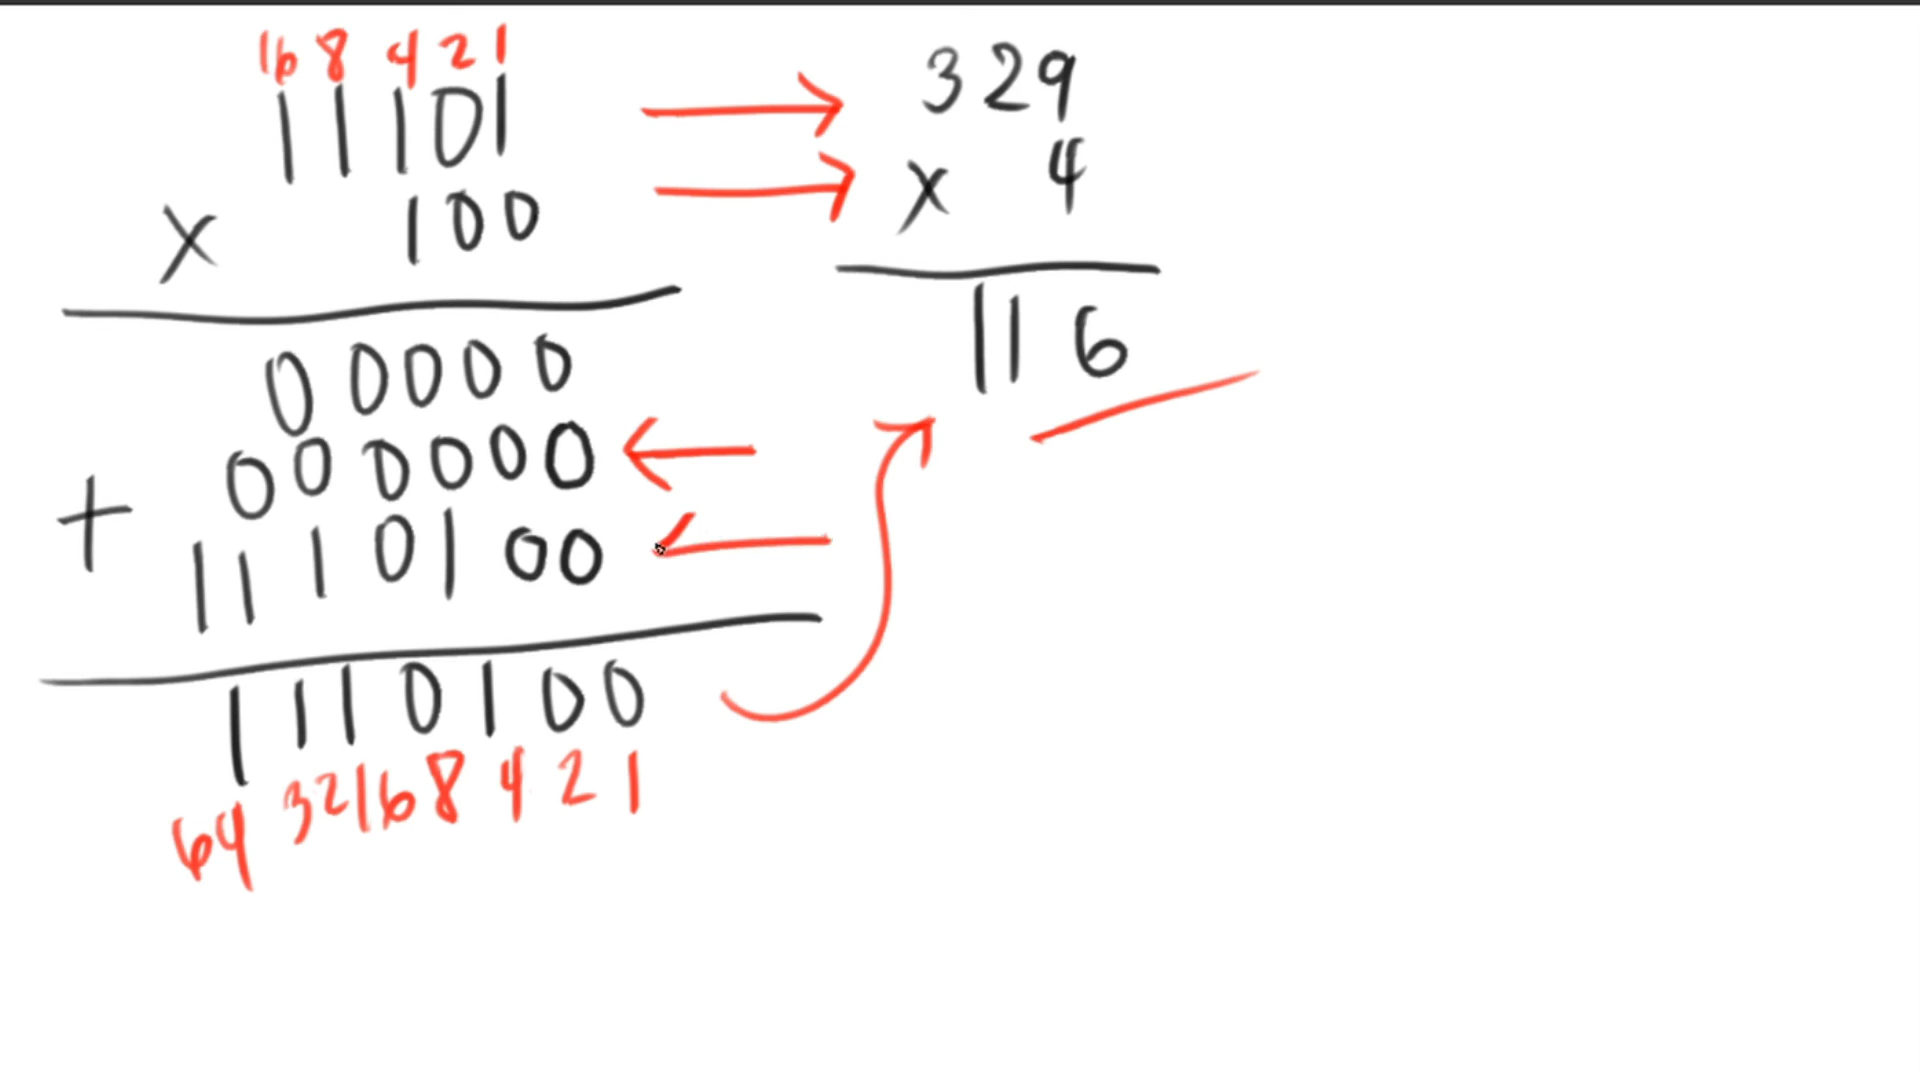 16 8 4 2 1
11101
x 100
00000
000000
+ 1110100
1110100
64 32 16 8 4 2 1
329
x 4
116